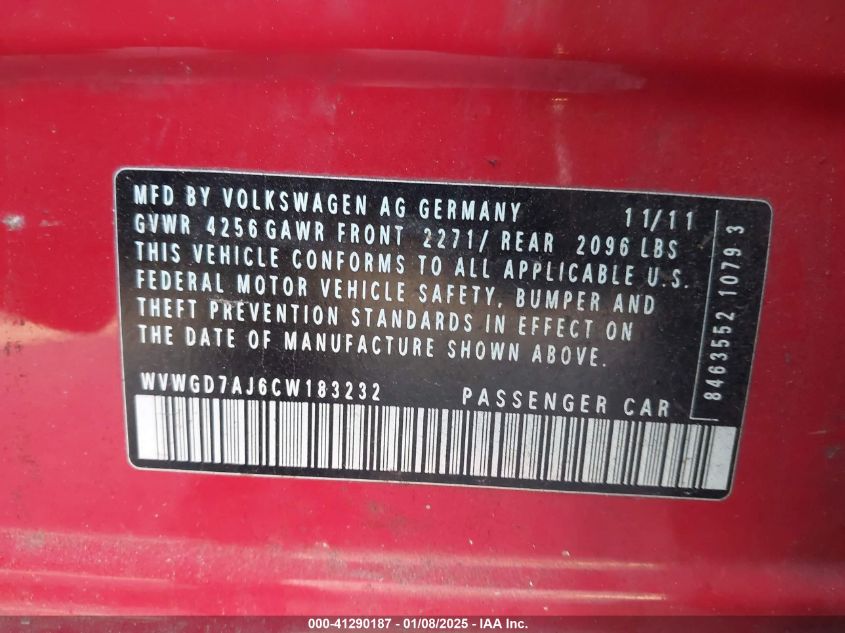 MFD BY VOLKSWAGEN AG GERMANY 11/11
GVWR 4256 GAWR FRONT 2271/ REAR 2096 LBS
THIS VEHICLE CONFORMS TO ALL APPLICABLE U.S.
FEDERAL MOTOR VEHICLE SAFETY, BUMPER AND
THEFT PREVENTION STANDARDS IN EFFECT ON
THE DATE OF MANUFACTURE SHOWN ABOVE.
WVWGD7AJ6CW183232 PASSENGER CAR
8463552 1079 3
000-41290187 - 01/08/2025 - IAA Inc.